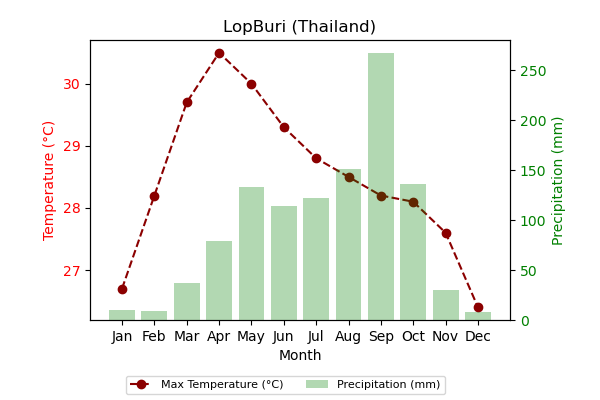 LopBuri (Thailand)
30
29
28
27
Temperature (°C)
250
200
150
100
50
0
Precipitation (mm)
Jan Feb Mar Apr May Jun Jul Aug Sep Oct Nov Dec
Month
Max Temperature (°C) Precipitation (mm)